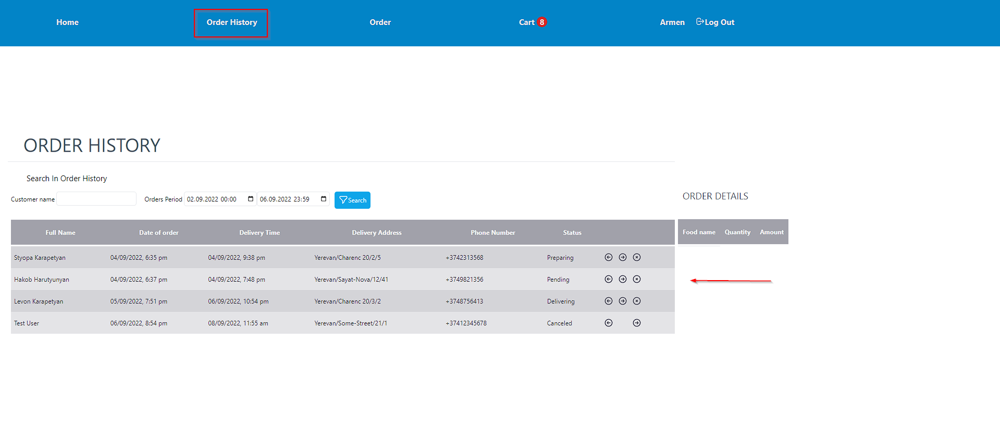 Home Order History Order Cart 8 Armen Log Out
ORDER HISTORY
Search In Order History
Customer name Orders Period 02.09.2022 00:00 06.09.2022 23:59 Search
ORDER DETAILS
Full Name Date of order Delivery Time Delivery Address Phone Number Status
Food name Quantity Amount
Styopa Karapetyan 04/09/2022, 6:35 pm 04/09/2022, 9:38 pm Yerevan/Charenc 20/2/5 +3742313568 Preparing
Hakob Harutyunyan 04/09/2022, 6:37 pm 04/09/2022, 7:48 pm Yerevan/Sayat-Nova/12/41 +3749821356 Pending
Levon Karapetyan 05/09/2022, 7:51 pm 06/09/2022, 10:54 pm Yerevan/Charenc 20/3/2 +3748756413 Delivering
Test User 06/09/2022, 8:54 pm 08/09/2022, 11:55 am Yerevan/Some-Street/21/1 +37412345678 Canceled